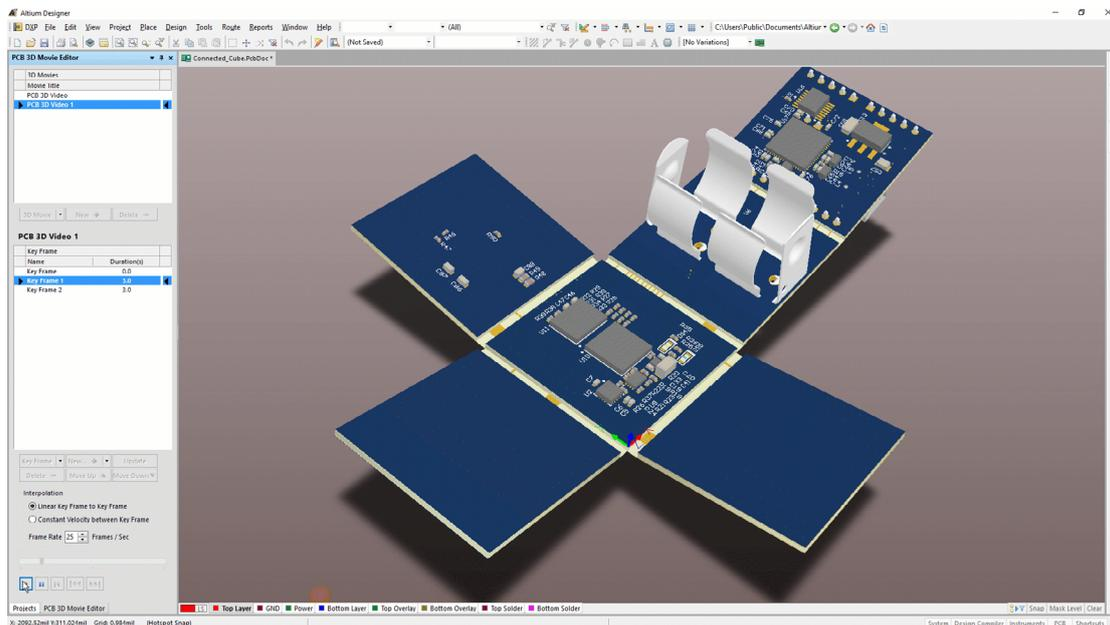 Altium Designer
DXP File Edit View Project Place Design Tools Route Reports Window Help
(All)
C:\Users\Public\Documents\Altiur
(Not Saved)
[No Variations]
PCB 3D Movie Editor
Connected_Cube.PcbDoc *
3D Movies
Movie Title
PCB 3D Video
PCB 3D Video 1
3D Movie New Delete
PCB 3D Video 1
Key Frame
Name Duration(s)
Key Frame 0.0
Key Frame 1 3.0
Key Frame 2 3.0
Key Frame New... Update
Delete Move Up Move Down
Interpolation
Linear Key Frame to Key Frame
Constant Velocity between Key Frame
Frame Rate 25 Frames / Sec
Projects PCB 3D Movie Editor
LS Top Layer GND Power Bottom Layer Top Overlay Bottom Overlay Top Solder Bottom Solder
Snap Mask Level Clear
X: 2092.52mil Y:311.024mil Grid: 0.984mil (Hotspot Snap)
System Design Compiler Instruments PCB Shortcuts